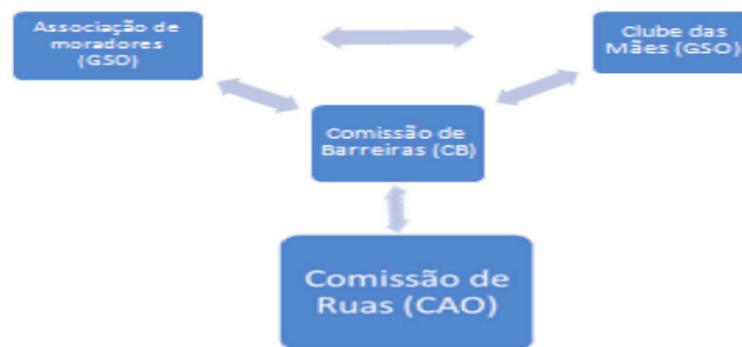 Associação de
moradores
(GSO)
Clube das
Mães (GSO)
Comissão de
Barreiras (CB)
Comissão de
Ruas (CAO)